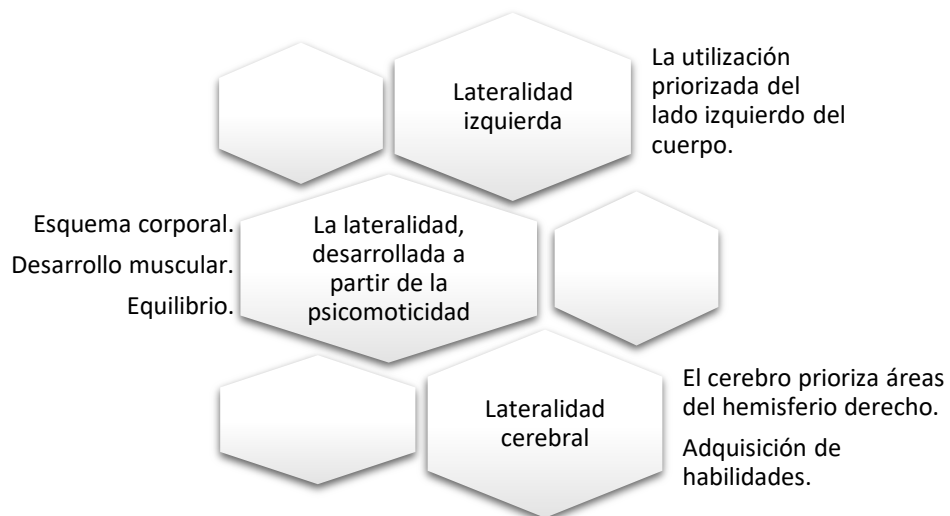 Lateralidad
izquierda
La utilización
priorizada del
lado izquierdo del
cuerpo.
Esquema corporal.
Desarrollo muscular.
Equilibrio.
La lateralidad,
desarrollada a
partir de la
psicomoticidad
Lateralidad
cerebral
El cerebro prioriza áreas
del hemisferio derecho.
Adquisición de
habilidades.